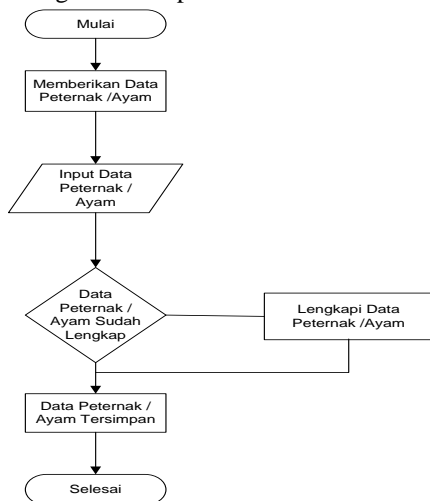 Mulai
Memberikan Data
Peternak /Ayam
Input Data
Peternak /
Ayam
Data
Peternak /
Ayam Sudah
Lengkap
Lengkapi Data
Peternak /Ayam
Data Peternak /
Ayam Tersimpan
Selesai